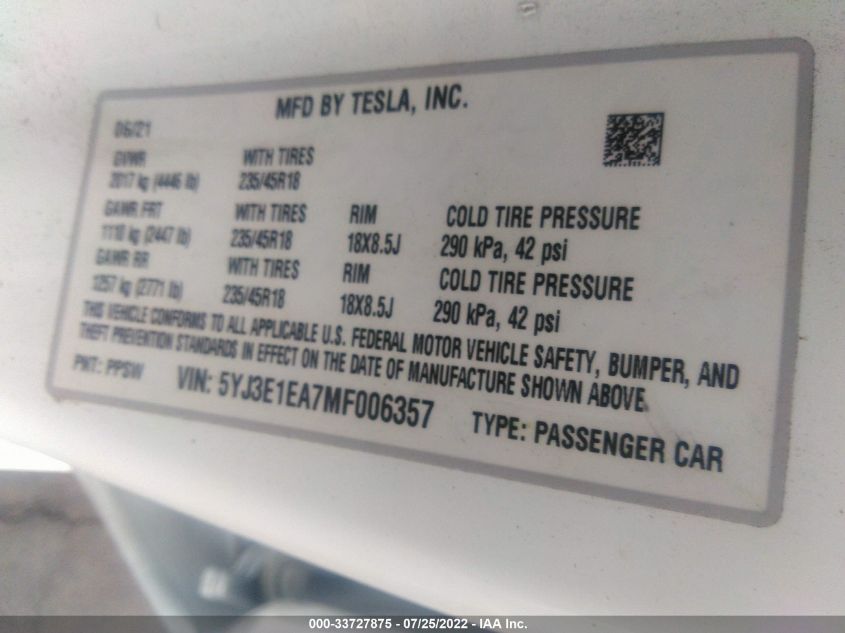 MFD BY TESLA, INC.
06/21
GVWR WITH TIRES
2017 kg (4446 lb) 235/45R18
GAWR FRT WITH TIRES RIM COLD TIRE PRESSURE
1110 kg (2447 lb) 235/45R18 18X8.5J 290 kPa, 42 psi
GAWR RR WITH TIRES RIM COLD TIRE PRESSURE
1257 kg (2771 lb) 235/45R18 18X8.5J 290 kPa, 42 psi
THIS VEHICLE CONFORMS TO ALL APPLICABLE U.S. FEDERAL MOTOR VEHICLE SAFETY, BUMPER, AND
THEFT PREVENTION STANDARDS IN EFFECT ON THE DATE OF MANUFACTURE SHOWN ABOVE.
PNT: PPSW VIN: 5YJ3E1EA7MF006357 TYPE: PASSENGER CAR
000-33727875 - 07/25/2022 - IAA Inc.